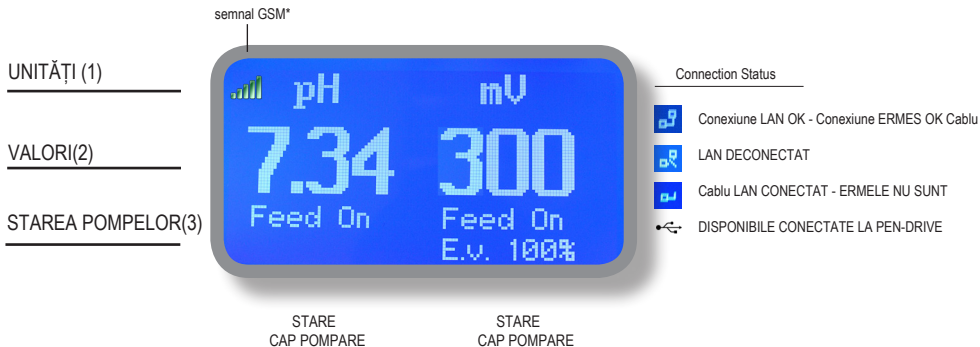 semnal GSM*
UNITĂȚI (1)
VALORI(2)
STAREA POMPELOR(3)
pH mV
7.34 300
Feed On Feed On
E.v. 100%
Connection Status
Conexiune LAN OK - Conexiune ERMES OK Cablu
LAN DECONECTAT
Cablu LAN CONECTAT - ERMELE NU SUNT
DISPONIBILE CONECTATE LA PEN-DRIVE
STARE
CAP POMPARE
STARE
CAP POMPARE